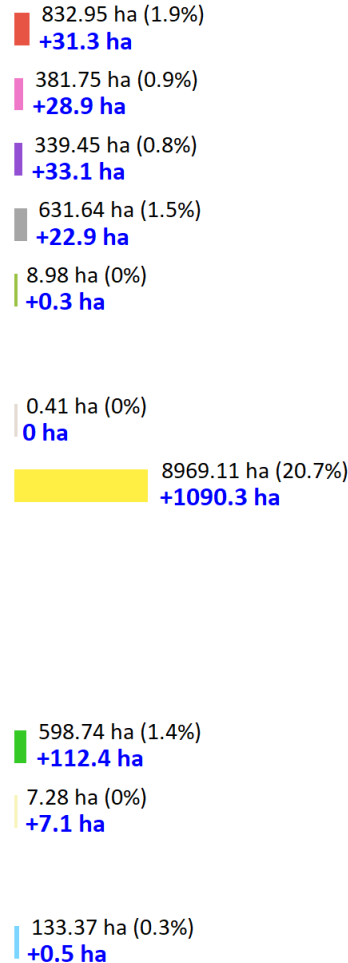 832.95 ha (1.9%)
+31.3 ha
381.75 ha (0.9%)
+28.9 ha
339.45 ha (0.8%)
+33.1 ha
631.64 ha (1.5%)
+22.9 ha
8.98 ha (0%)
+0.3 ha
0.41 ha (0%)
0 ha
8969.11 ha (20.7%)
+1090.3 ha
598.74 ha (1.4%)
+112.4 ha
7.28 ha (0%)
+7.1 ha
133.37 ha (0.3%)
+0.5 ha